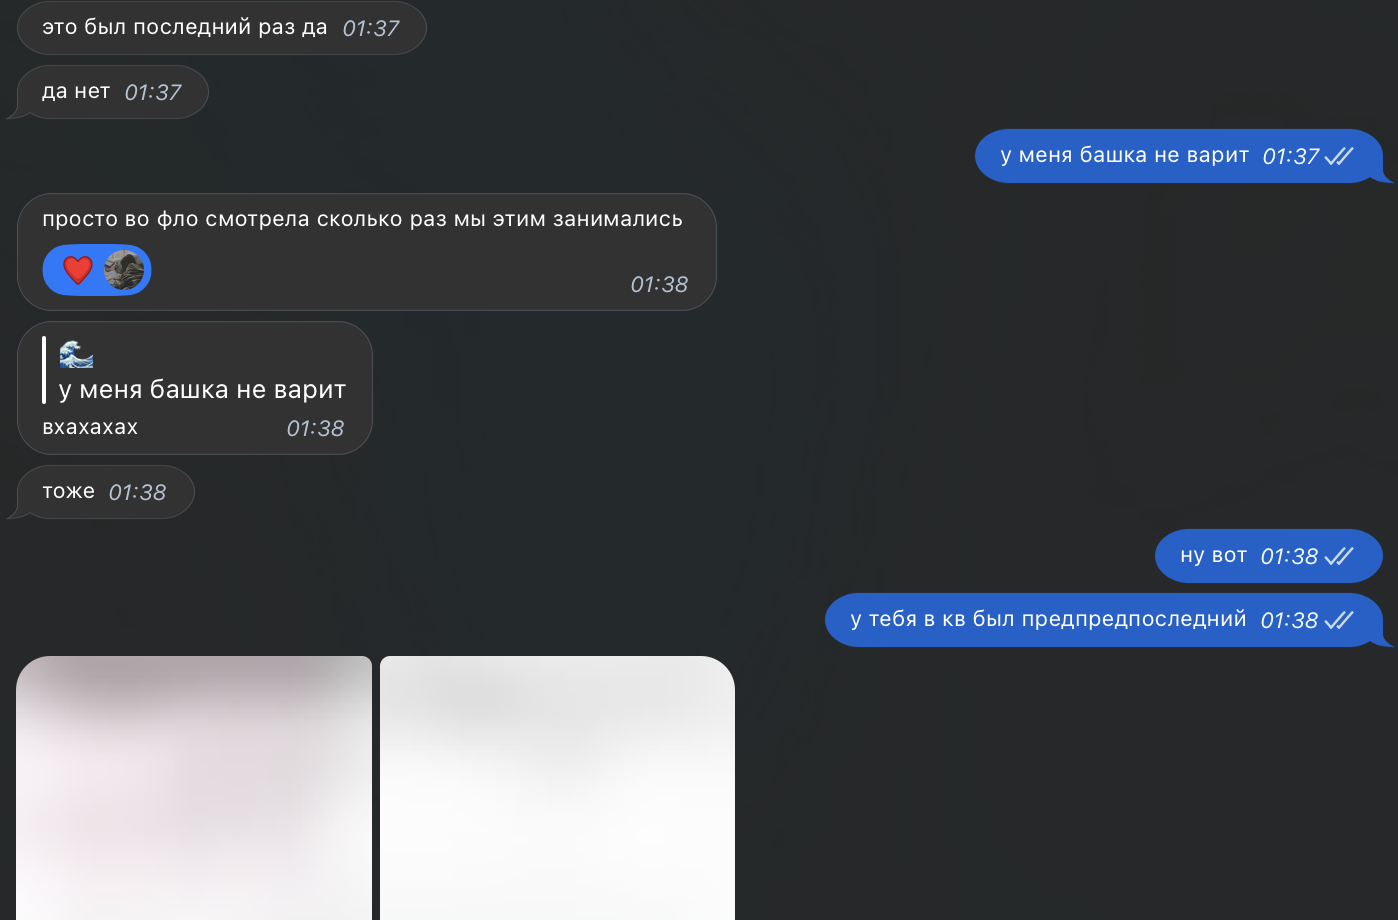 это был последний раз да 01:37
да нет 01:37
у меня башка не варит 01:37
просто во фло смотрела сколько раз мы этим занимались
01:38
у меня башка не варит
вхахахах 01:38
тоже 01:38
ну вот 01:38
у тебя в кв был предпредпоследний 01:38